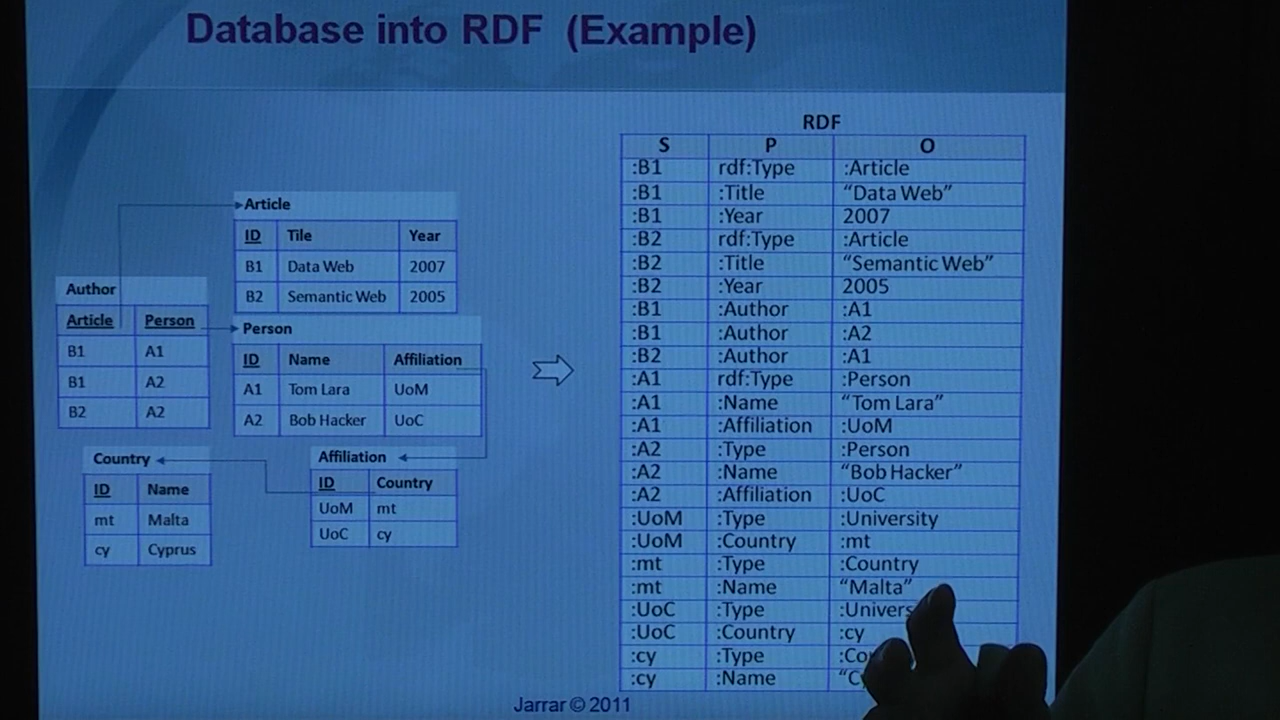 Database into RDF (Example)
Article
ID Tile Year
B1 Data Web 2007
B2 Semantic Web 2005
Author
Article Person
B1 A1
B1 A2
B2 A2
Person
ID Name Affiliation
A1 Tom Lara UoM
A2 Bob Hacker UoC
Country
ID Name
mt Malta
cy Cyprus
Affiliation
ID Country
UoM mt
UoC cy
RDF
S P O
:B1 rdf:Type :Article
:B1 :Title “Data Web”
:B1 :Year 2007
:B2 rdf:Type :Article
:B2 :Title “Semantic Web”
:B2 :Year 2005
:B1 :Author :A1
:B1 :Author :A2
:B2 :Author :A1
:A1 rdf:Type :Person
:A1 :Name “Tom Lara”
:A1 :Affiliation :UoM
:A2 :Type :Person
:A2 :Name “Bob Hacker”
:A2 :Affiliation :UoC
:UoM :Type :University
:UoM :Country :mt
:mt :Type :Country
:mt :Name “Malta”
:UoC :Type
:UoC :Country :cy
:cy :Type
:cy :Name
Jarrar © 2011